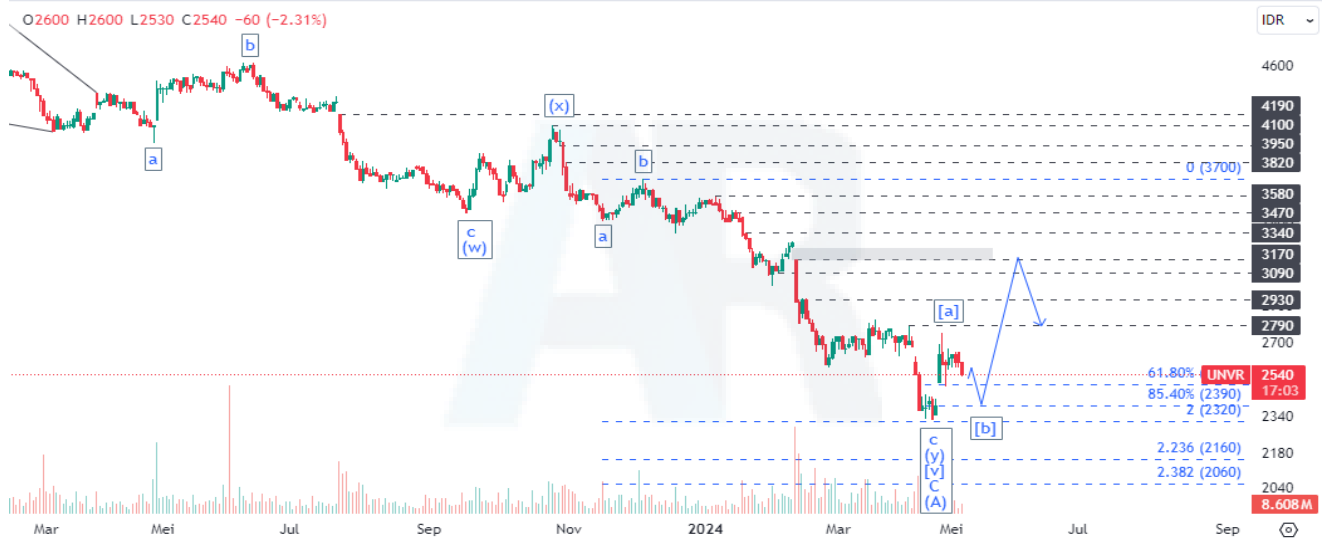 O2600 H2600 L2530 C2540 −60 (−2.31%)
IDR
4600
4190
4100
3950
3820
0 (3700)
3580
3470
3340
3170
3090
2930
2790
2700
61.80%
UNVR 2540
17:03
85.40% (2390)
2 (2320)
2340
2.236 (2160)
2180
2.382 (2060)
2040
8.608M
b
a
(x)
c
(w)
b
a
[a]
[b]
c
(y)
[v]
C
(A)
AR
Mar Mei Jul Sep Nov 2024 Mar Mei Jul Sep